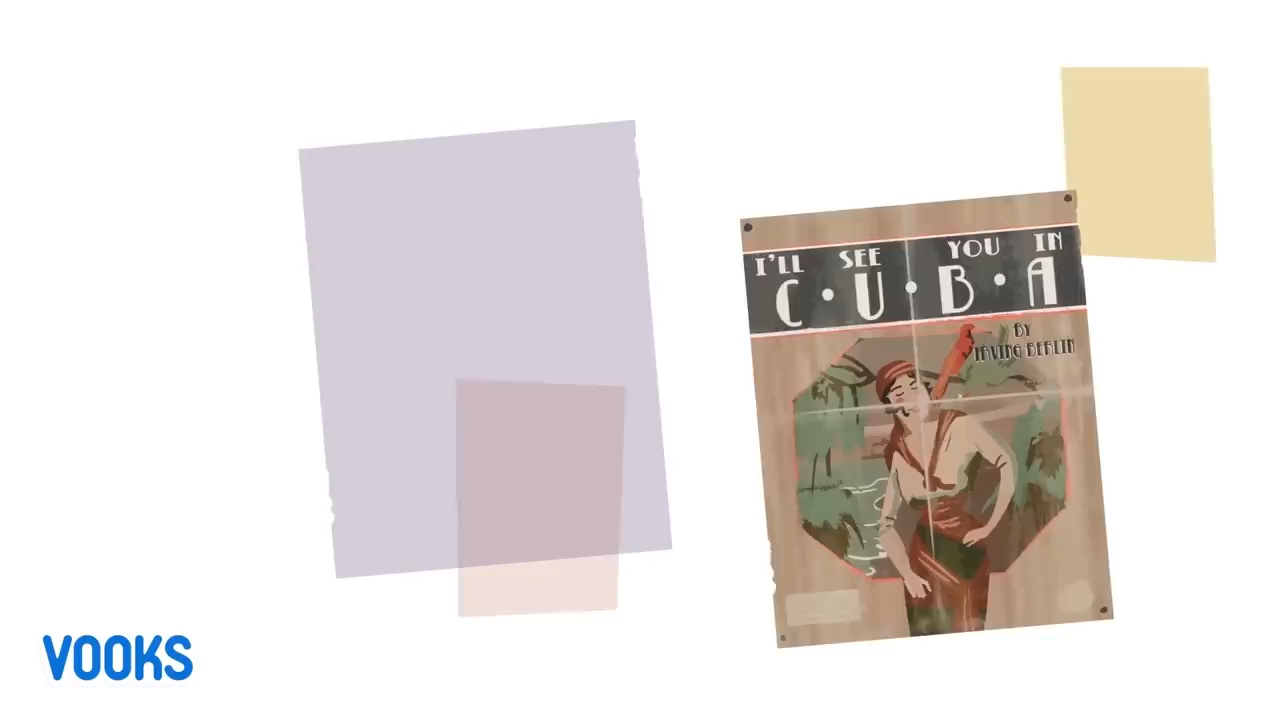 I'LL SEE YOU IN
C•U•B•A
BY
IRVING BERLIN
VOOKS